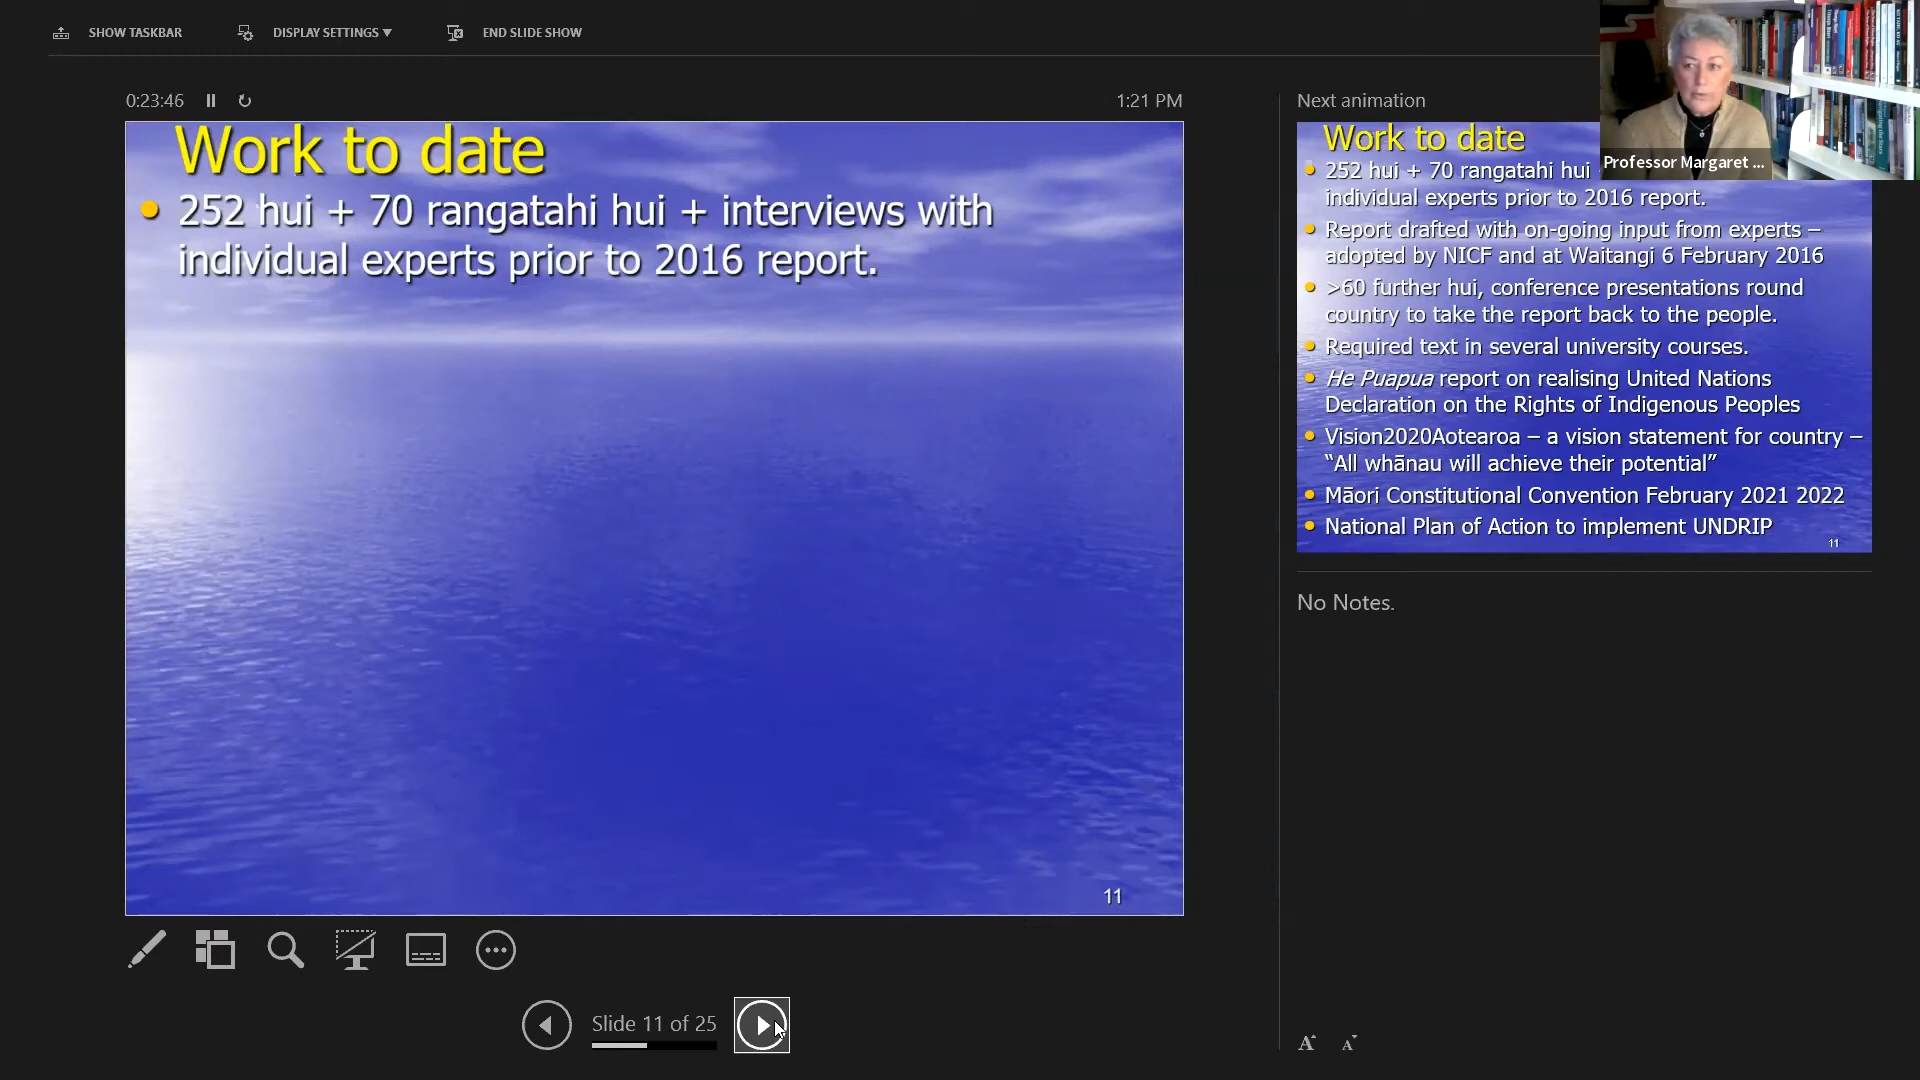 SHOW TASKBAR
DISPLAY SETTINGS ▼
END SLIDE SHOW
0:23:46
1:21 PM
Work to date
• 252 hui + 70 rangatahi hui + interviews with
individual experts prior to 2016 report.
11
Slide 11 of 25
Next animation
Work to date
• 252 hui + 70 rangatahi hui
individual experts prior to 2016 report.
• Report drafted with on-going input from experts –
adopted by NICF and at Waitangi 6 February 2016
• >60 further hui, conference presentations round
country to take the report back to the people.
• Required text in several university courses.
• He Puapua report on realising United Nations
Declaration on the Rights of Indigenous Peoples
• Vision2020Aotearoa – a vision statement for country –
“All whānau will achieve their potential”
• Māori Constitutional Convention February 2021 2022
• National Plan of Action to implement UNDRIP
11
No Notes.
A A
Professor Margaret ...